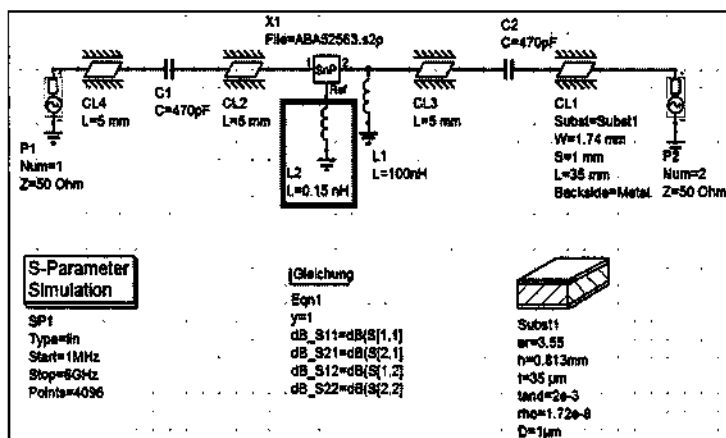 X1
File=ABA52563.s2p
C2
C=470pF
1
SnP
2
Ref
CL4
L=5 mm
C1
C=470pF
CL2
L=5 mm
CL3
L=5 mm
CL1
Subst=Subst1
W=1.74 mm
S=1 mm
L=35 mm
Backside=Metal
P1
Num=1
Z=50 Ohm
L2
L=0.15 nH
L1
L=100nH
P2
Num=2
Z=50 Ohm
S-Parameter
Simulation
SP1
Type=lin
Start=1MHz
Stop=6GHz
Points=4096
Gleichung
Eqn1
y=1
dB_S11=dB(S[1,1]
dB_S21=dB(S[2,1]
dB_S12=dB(S[1,2]
dB_S22=dB(S[2,2]
Subst1
er=3.55
h=0.813mm
t=35 µm
tand=2e-3
rho=1.72e-8
D=1µm